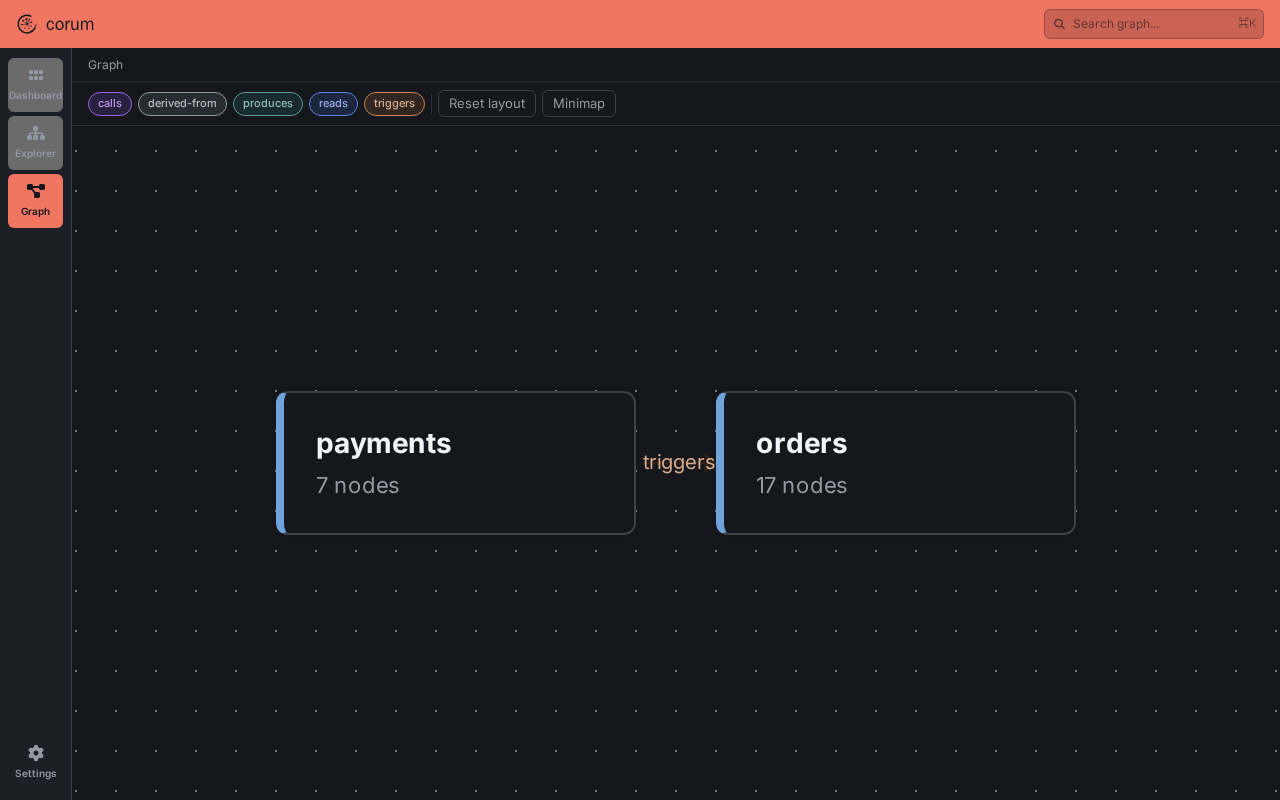 corum
Search graph...
⌘K
Dashboard
Explorer
Graph
Settings
Graph
calls
derived-from
produces
reads
triggers
Reset layout
Minimap
payments
7 nodes
triggers
orders
17 nodes